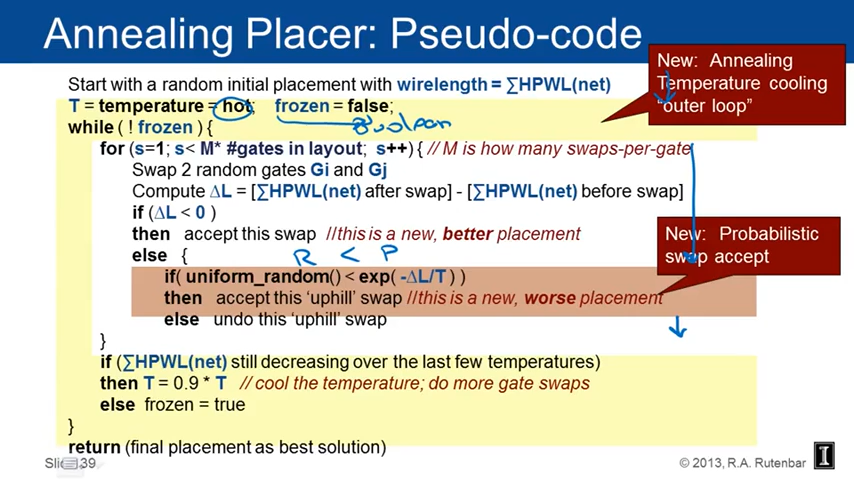 Annealing Placer: Pseudo-code
New: Annealing
Temperature cooling
"outer loop"
Start with a random initial placement with wirelength = ∑HPWL(net)
T = temperature = hot; frozen = false;
Boolean
while ( ! frozen ) {
for (s=1; s< M* #gates in layout; s++) { // M is how many swaps-per-gate
Swap 2 random gates Gi and Gj
Compute ΔL = [∑HPWL(net) after swap] - [∑HPWL(net) before swap]
if (ΔL < 0 )
then accept this swap //this is a new, better placement
New: Probabilistic
swap accept
else {
R < P
if( uniform_random() < exp( -ΔL/T ) )
then accept this 'uphill' swap //this is a new, worse placement
else undo this 'uphill' swap
}
if (∑HPWL(net) still decreasing over the last few temperatures)
then T = 0.9 * T // cool the temperature; do more gate swaps
else frozen = true
}
return (final placement as best solution)
39
© 2013, R.A. Rutenbar
I